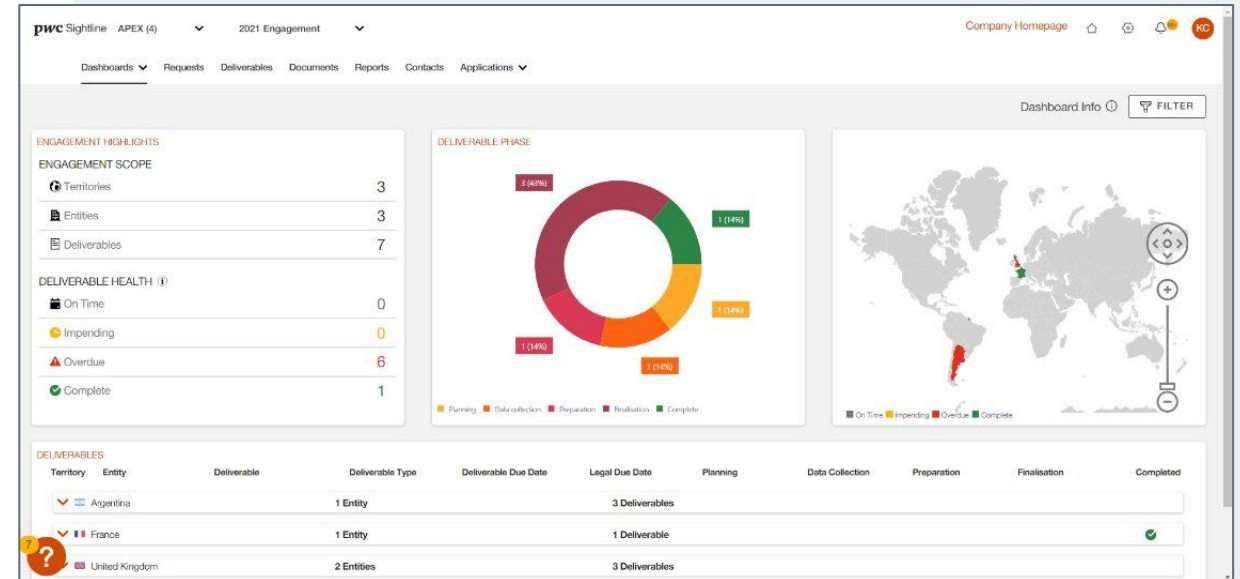 pwc Sightline APEX (4) 2021 Engagement Company Homepage KC
Dashboards Requests Deliverables Documents Reports Contacts Applications
Dashboard Info FILTER
ENGAGEMENT HIGHLIGHTS
ENGAGEMENT SCOPE
Territories 3
Entities 3
Deliverables 7
DELIVERABLE HEALTH
On Time 0
Impending 0
Overdue 6
Complete 1
DELIVERABLE PHASE
3 (43%)
1 (14%)
1 (14%)
1 (14%)
1 (14%)
Planning Data collection Preparation Finalisation Complete
On Time Impending Overdue Complete
DELIVERABLES
Territory Entity Deliverable Deliverable Type Deliverable Due Date Legal Due Date Planning Data Collection Preparation Finalisation Completed
Argentina 1 Entity 3 Deliverables
France 1 Entity 1 Deliverable
7
?
United Kingdom 2 Entities 3 Deliverables